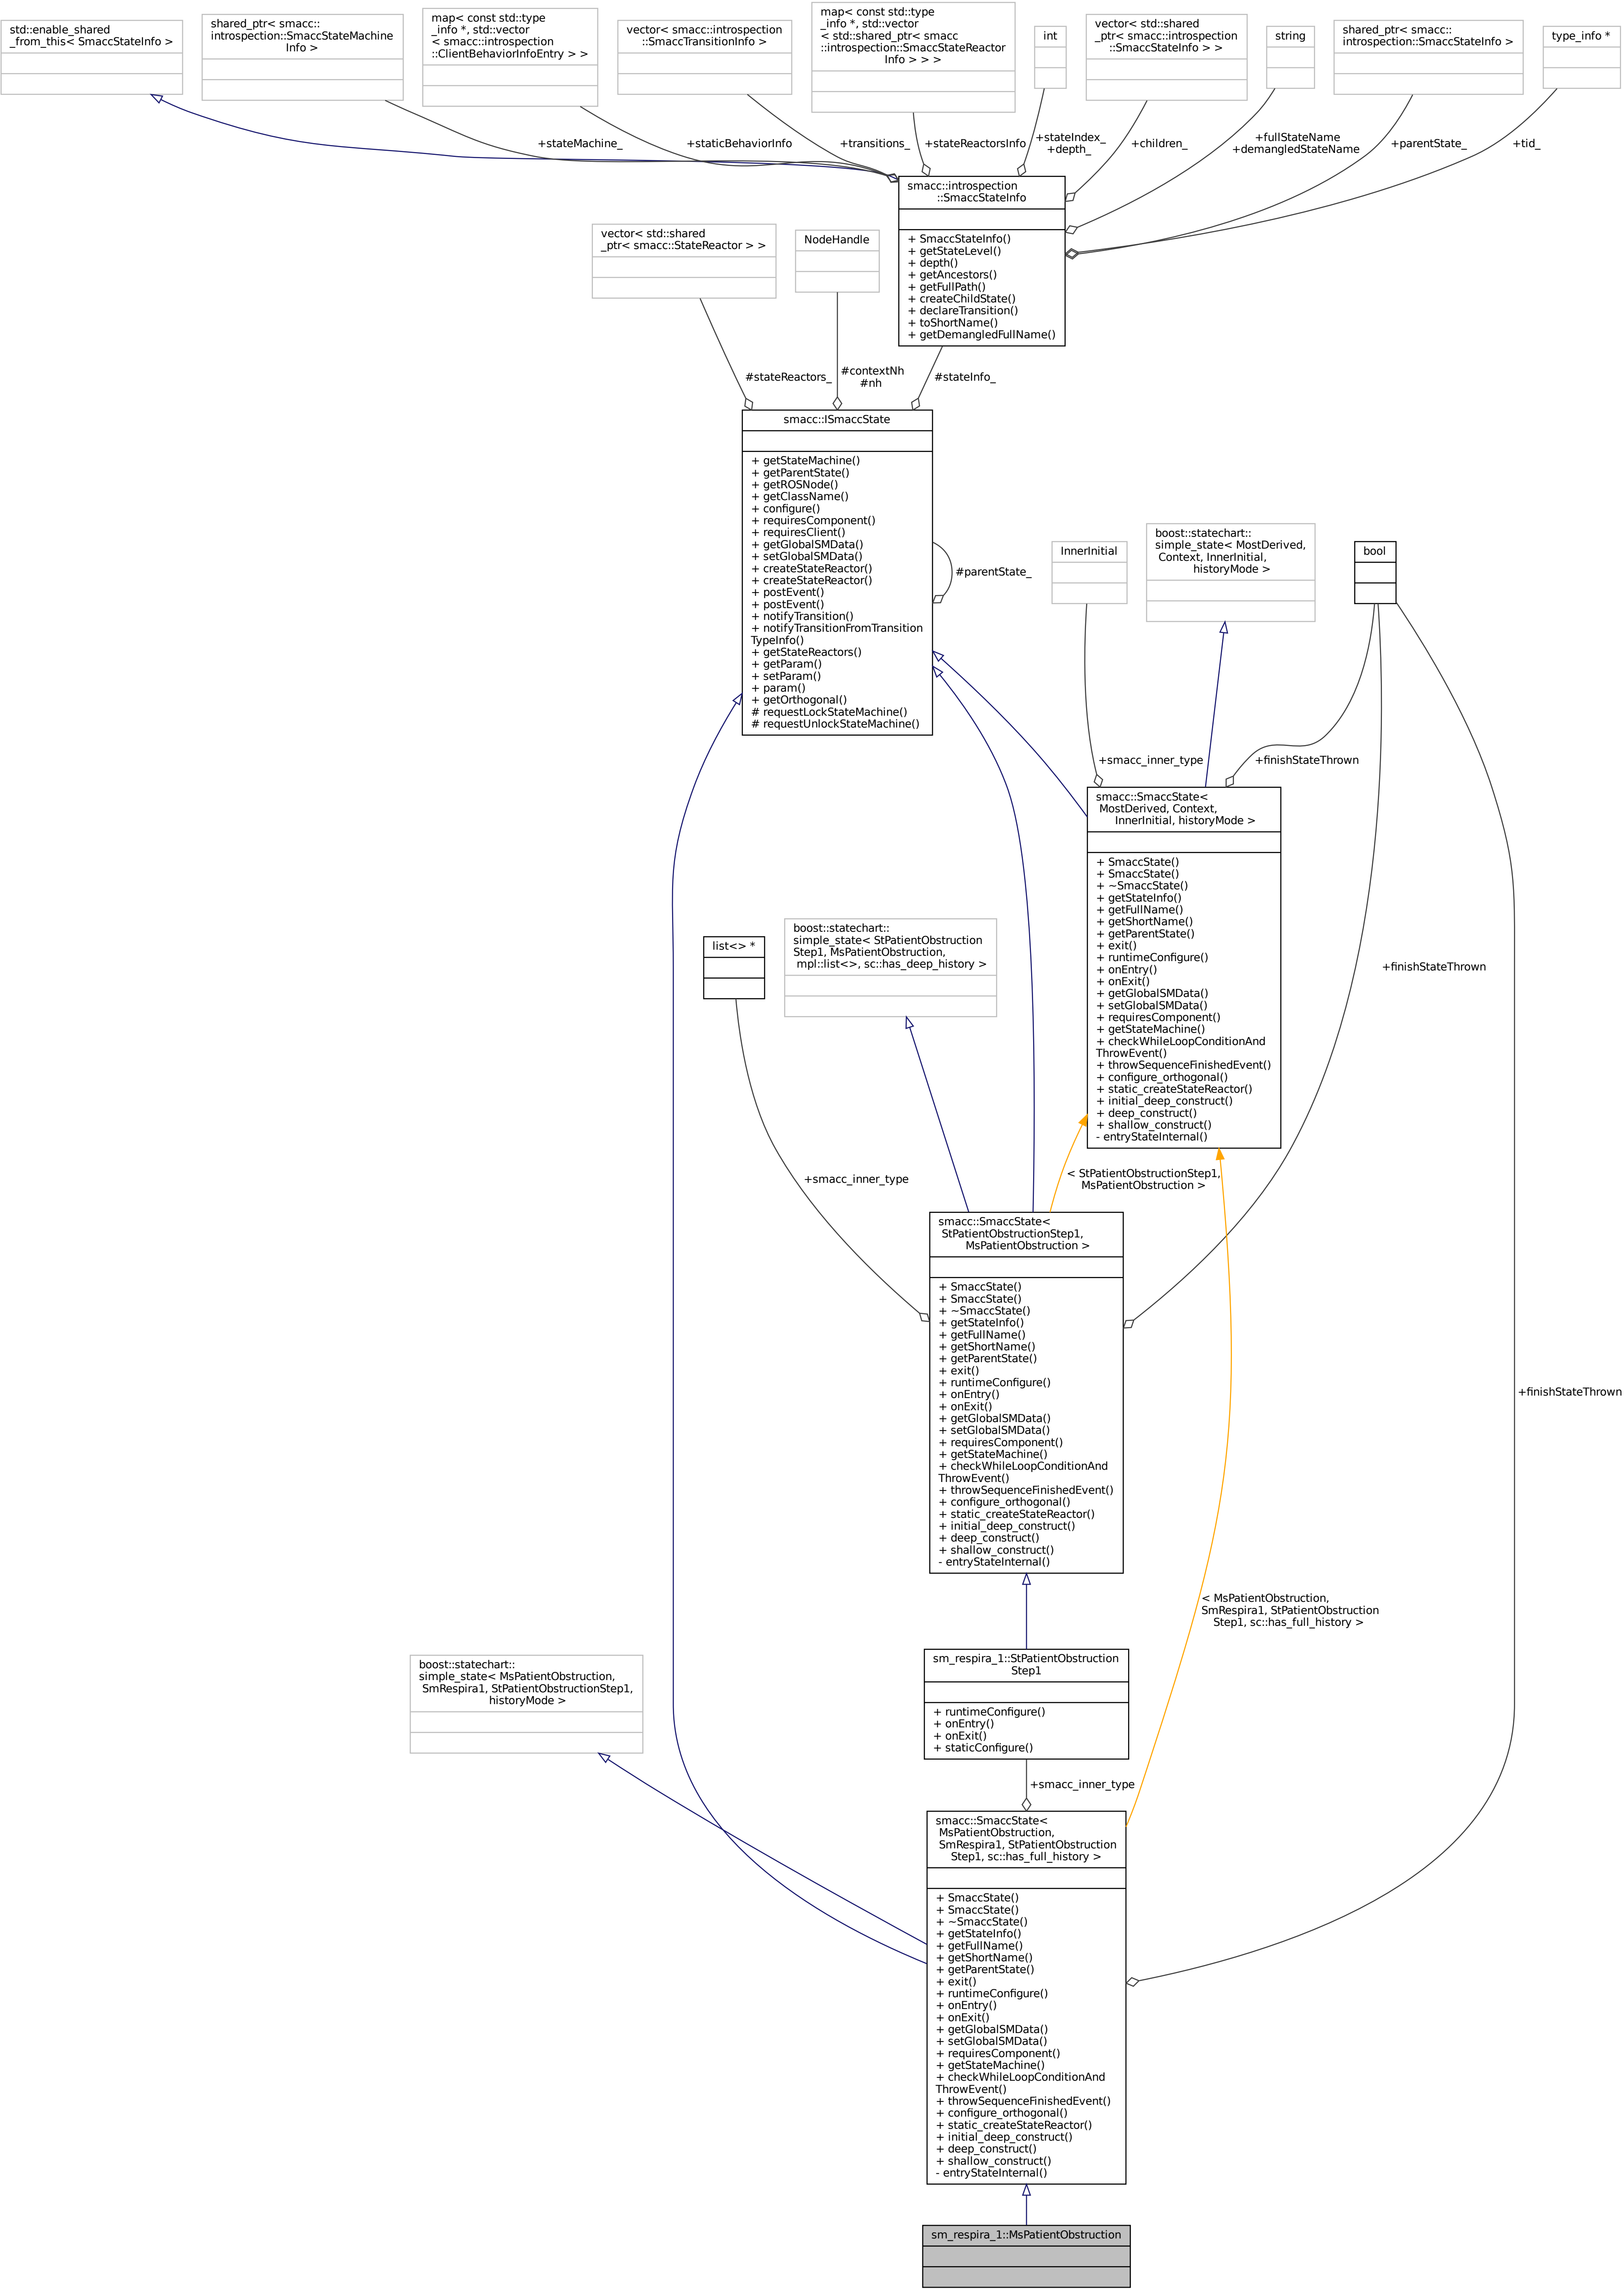 std::enable_shared
_from_this< SmaccStateInfo >
shared_ptr< smacc::
introspection::SmaccStateMachine
Info >
map< const std::type
_info *, std::vector
< smacc::introspection
::ClientBehaviorInfoEntry > >
vector< smacc::introspection
::SmaccTransitionInfo >
map< const std::type
_info *, std::vector
< std::shared_ptr< smacc
::introspection::SmaccStateReactor
Info > > >
int
vector< std::shared
_ptr< smacc::introspection
::SmaccStateInfo > >
string
shared_ptr< smacc::
introspection::SmaccStateInfo >
type_info *
+stateMachine_
+staticBehaviorInfo
+transitions_
+stateReactorsInfo
+stateIndex_
+depth_
+children_
+fullStateName
+demangledStateName
+parentState_
+tid_
smacc::introspection
::SmaccStateInfo
+ SmaccStateInfo()
+ getStateLevel()
+ depth()
+ getAncestors()
+ getFullPath()
+ createChildState()
+ declareTransition()
+ toShortName()
+ getDemangledFullName()
vector< std::shared
_ptr< smacc::StateReactor > >
NodeHandle
#stateReactors_
#contextNh
#nh
#stateInfo_
smacc::ISmaccState
+ getStateMachine()
+ getParentState()
+ getROSNode()
+ getClassName()
+ configure()
+ requiresComponent()
+ requiresClient()
+ getGlobalSMData()
+ setGlobalSMData()
+ createStateReactor()
+ createStateReactor()
+ postEvent()
+ postEvent()
+ notifyTransition()
+ notifyTransitionFromTransition
TypeInfo()
+ getStateReactors()
+ getParam()
+ setParam()
+ param()
+ getOrthogonal()
# requestLockStateMachine()
# requestUnlockStateMachine()
#parentState_
InnerInitial
boost::statechart::
simple_state< MostDerived,
Context, InnerInitial,
historyMode >
bool
+smacc_inner_type
+finishStateThrown
smacc::SmaccState<
MostDerived, Context,
InnerInitial, historyMode >
+ SmaccState()
+ SmaccState()
+ ~SmaccState()
+ getStateInfo()
+ getFullName()
+ getShortName()
+ getParentState()
+ exit()
+ runtimeConfigure()
+ onEntry()
+ onExit()
+ getGlobalSMData()
+ setGlobalSMData()
+ requiresComponent()
+ getStateMachine()
+ checkWhileLoopConditionAnd
ThrowEvent()
+ throwSequenceFinishedEvent()
+ configure_orthogonal()
+ static_createStateReactor()
+ initial_deep_construct()
+ deep_construct()
+ shallow_construct()
- entryStateInternal()
list<> *
boost::statechart::
simple_state< StPatientObstruction
Step1, MsPatientObstruction,
mpl::list<>, sc::has_deep_history >
+finishStateThrown
+smacc_inner_type
< StPatientObstructionStep1,
MsPatientObstruction >
smacc::SmaccState<
StPatientObstructionStep1,
MsPatientObstruction >
+ SmaccState()
+ SmaccState()
+ ~SmaccState()
+ getStateInfo()
+ getFullName()
+ getShortName()
+ getParentState()
+ exit()
+ runtimeConfigure()
+ onEntry()
+ onExit()
+ getGlobalSMData()
+ setGlobalSMData()
+ requiresComponent()
+ getStateMachine()
+ checkWhileLoopConditionAnd
ThrowEvent()
+ throwSequenceFinishedEvent()
+ configure_orthogonal()
+ static_createStateReactor()
+ initial_deep_construct()
+ deep_construct()
+ shallow_construct()
- entryStateInternal()
+finishStateThrown
< MsPatientObstruction,
SmRespira1, StPatientObstruction
Step1, sc::has_full_history >
sm_respira_1::StPatientObstruction
Step1
+ runtimeConfigure()
+ onEntry()
+ onExit()
+ staticConfigure()
boost::statechart::
simple_state< MsPatientObstruction,
SmRespira1, StPatientObstructionStep1,
historyMode >
+smacc_inner_type
smacc::SmaccState<
MsPatientObstruction,
SmRespira1, StPatientObstruction
Step1, sc::has_full_history >
+ SmaccState()
+ SmaccState()
+ ~SmaccState()
+ getStateInfo()
+ getFullName()
+ getShortName()
+ getParentState()
+ exit()
+ runtimeConfigure()
+ onEntry()
+ onExit()
+ getGlobalSMData()
+ setGlobalSMData()
+ requiresComponent()
+ getStateMachine()
+ checkWhileLoopConditionAnd
ThrowEvent()
+ throwSequenceFinishedEvent()
+ configure_orthogonal()
+ static_createStateReactor()
+ initial_deep_construct()
+ deep_construct()
+ shallow_construct()
- entryStateInternal()
sm_respira_1::MsPatientObstruction